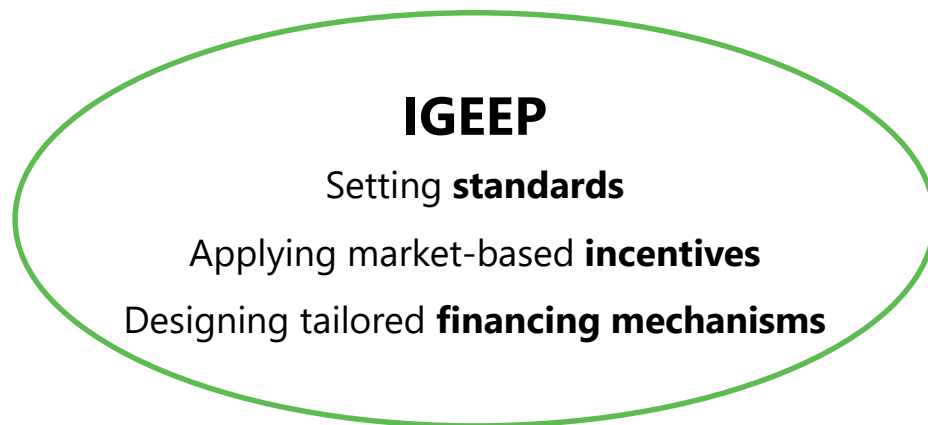 IGEEP
Setting standards
Applying market-based incentives
Designing tailored financing mechanisms